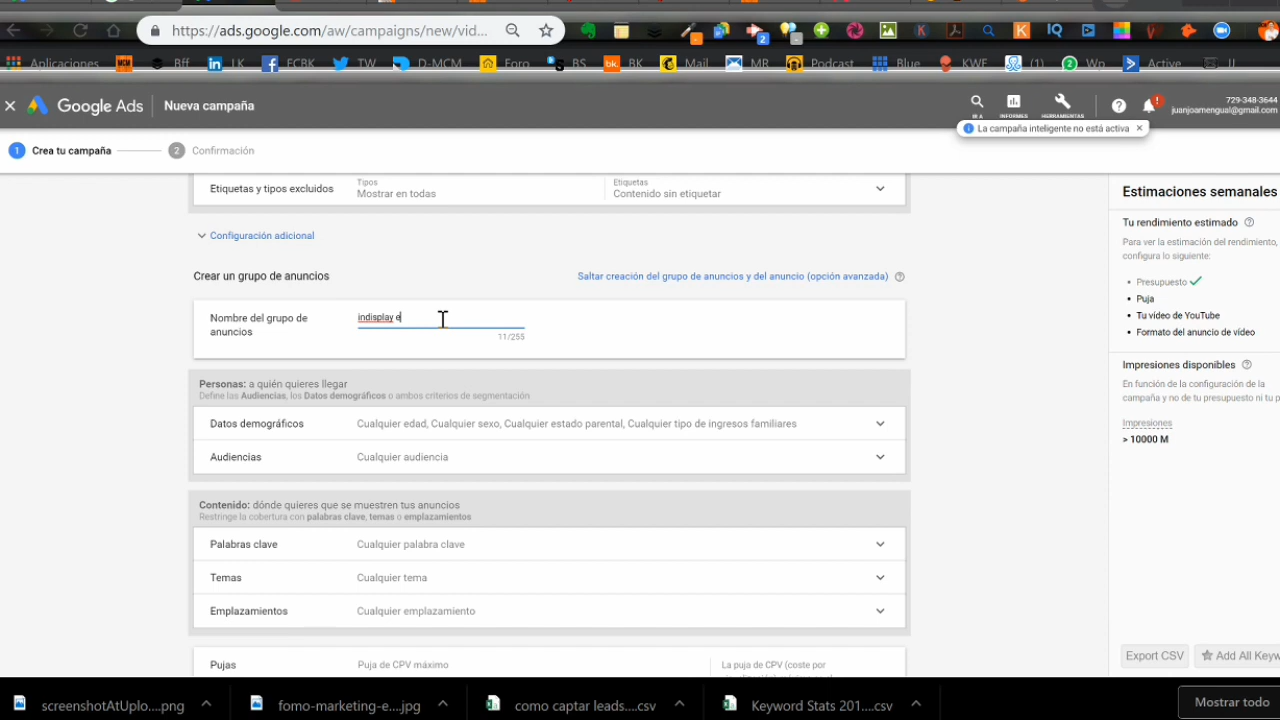 https://ads.google.com/aw/campaigns/new/vid...
Aplicaciones MCM Bff LK FCBK TW D-MCM Foro BS BK Mail MR Podcast Blue KWF (1) Wp Active
Google Ads Nueva campaña
IR A INFORMES HERRAMIENTAS
729-348-3644
juanjoamengual@gmail.com
La campaña inteligente no está activa
1 Crea tu campaña 2 Confirmación
Etiquetas y tipos excluidos
Tipos
Mostrar en todas
Etiquetas
Contenido sin etiquetar
Configuración adicional
Crear un grupo de anuncios
Saltar creación del grupo de anuncios y del anuncio (opción avanzada)
Nombre del grupo de
anuncios
indisplay e
11/255
Personas: a quién quieres llegar
Define las Audiencias, los Datos demográficos o ambos criterios de segmentación
Datos demográficos Cualquier edad, Cualquier sexo, Cualquier estado parental, Cualquier tipo de ingresos familiares
Audiencias Cualquier audiencia
Contenido: dónde quieres que se muestren tus anuncios
Restringe la cobertura con palabras clave, temas o emplazamientos
Palabras clave Cualquier palabra clave
Temas Cualquier tema
Emplazamientos Cualquier emplazamiento
Pujas Puja de CPV máximo La puja de CPV (coste por
Estimaciones semanales
Tu rendimiento estimado
Para ver la estimación del rendimiento,
configura lo siguiente:
• Presupuesto
• Puja
• Tu vídeo de YouTube
• Formato del anuncio de vídeo
Impresiones disponibles
En función de la configuración de la
campaña y no de tu presupuesto ni tu p
Impresiones
> 10000 M
Export CSV Add All Keyw
screenshotAtUplo....png fomo-marketing-e....jpg como captar leads....csv Keyword Stats 201....csv Mostrar todo